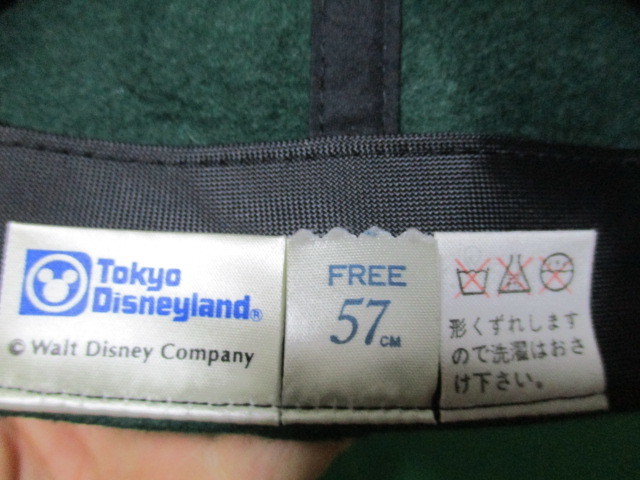 Tokyo
Disneyland®
© Walt Disney Company
FREE
57CM
形くずれします
ので洗濯はおさ
け下さい。